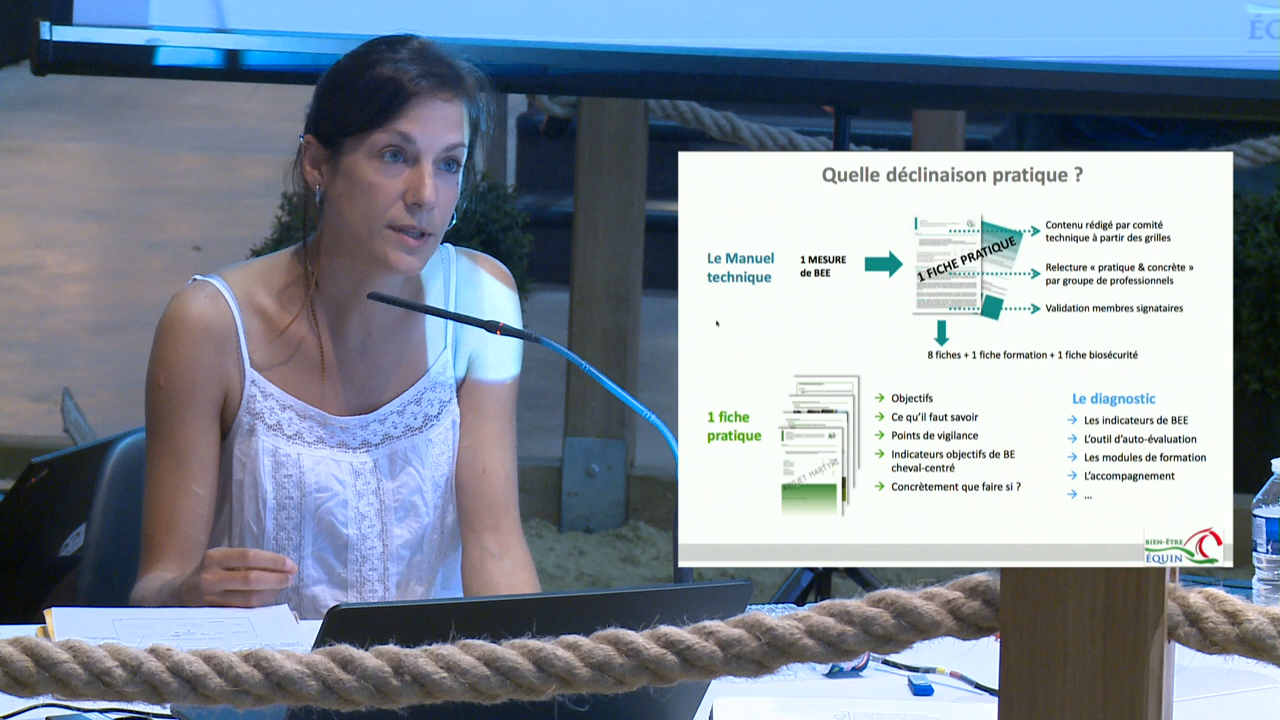 Quelle déclinaison pratique ?
Le Manuel
technique
1 MESURE
de BEE
1 FICHE PRATIQUE
Contenu rédigé par comité
technique à partir des grilles
Relecture « pratique & concrète »
par groupe de professionnels
Validation membres signataires
8 fiches + 1 fiche formation + 1 fiche biosécurité
1 fiche
pratique
PROJET MARTYRE
Objectifs
Ce qu'il faut savoir
Points de vigilance
Indicateurs objectifs de BE
cheval-centré
Concrètement que faire si ?
Le diagnostic
Les indicateurs de BEE
L'outil d'auto-évaluation
Les modules de formation
L'accompagnement
...
BIEN-ÊTRE
ÉQUIN